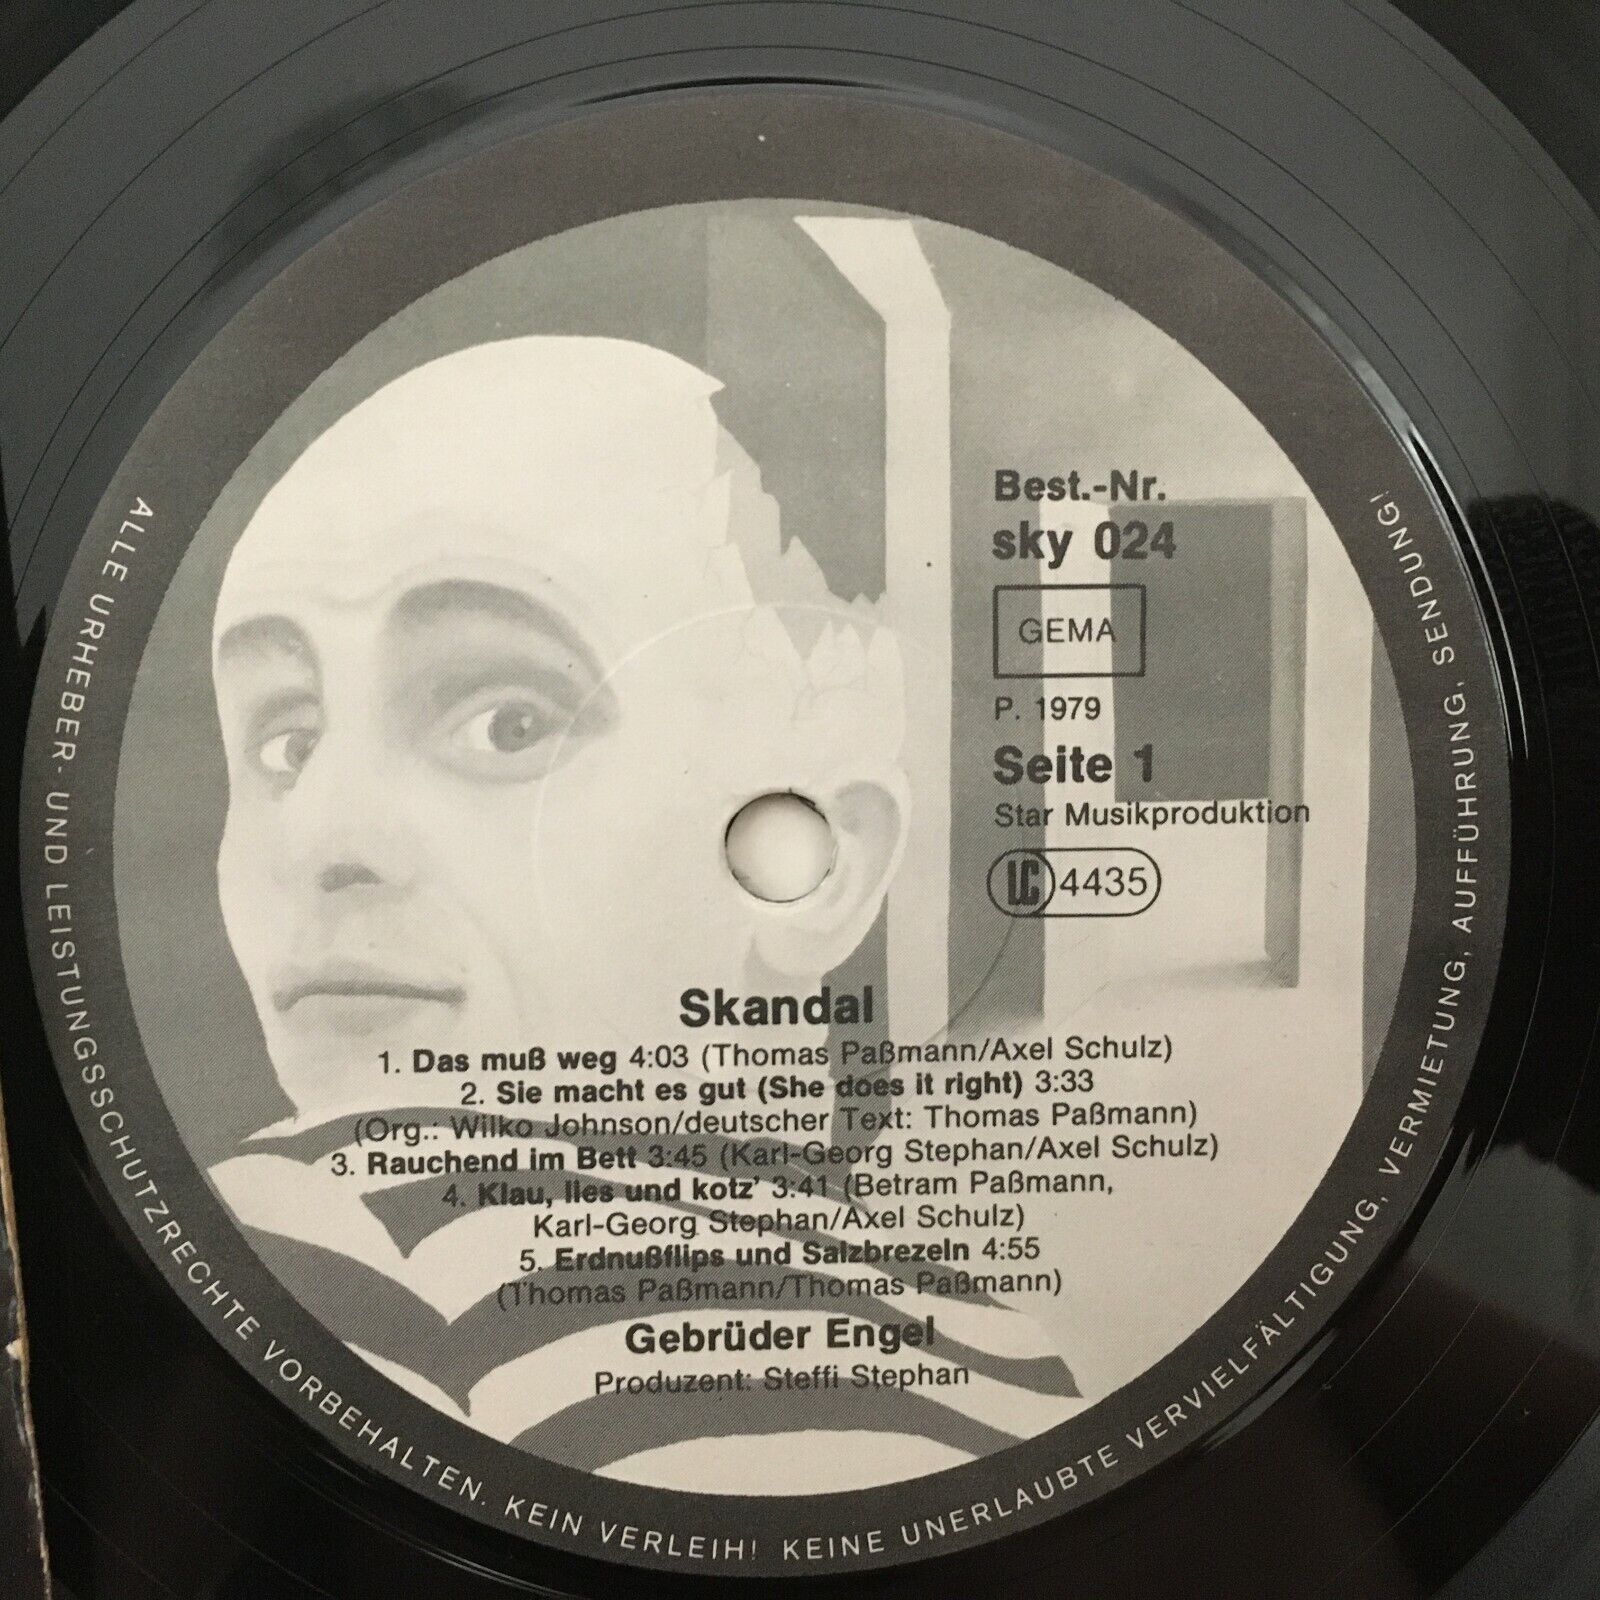 Best.-Nr.
sky 024
GEMA
P. 1979
Seite 1
Star Musikproduktion
LC 4435
Skandal
1. Das muß weg 4:03 (Thomas Paßmann/Axel Schulz)
2. Sie macht es gut (She does it right) 3:33
(Org.: Wilko Johnson/deutscher Text: Thomas Paßmann)
3. Rauchend im Bett 3:45 (Karl-Georg Stephan/Axel Schulz)
4. Klau, lies und kotz' 3:41 (Betram Paßmann,
Karl-Georg Stephan/Axel Schulz)
5. Erdnußflips und Salzbrezeln 4:55
(Thomas Paßmann/Thomas Paßmann)
Gebrüder Engel
Produzent: Steffi Stephan
ALLE URHEBER- UND LEISTUNGSSCHUTZRECHTE VORBEHALTEN. KEIN VERLEIH! KEINE UNERLAUBTE VERVIELFÄLTIGUNG, VERMIETUNG, AUFFÜHRUNG, SENDUNG!